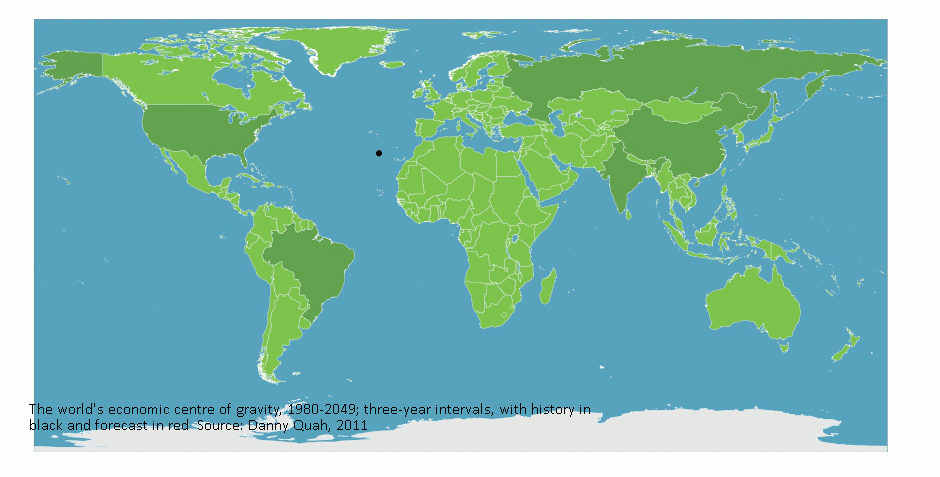 The world's economic centre of gravity, 1980-2049; three-year intervals, with history in
black and forecast in red  Source: Danny Quah, 2011